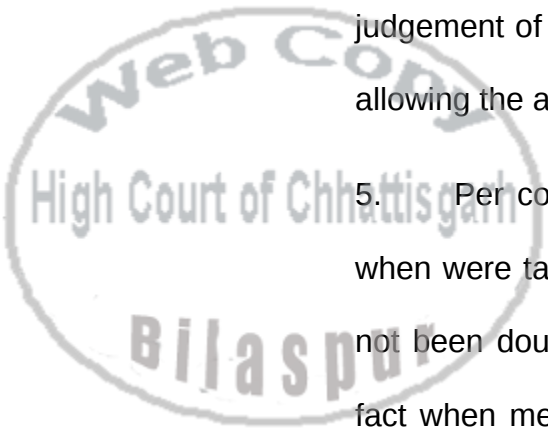 judgement of
Web Copy
allowing the a
High Court of Chhattisgarh
5. Per co
when were ta
Bilaspur
not been dou
fact when me